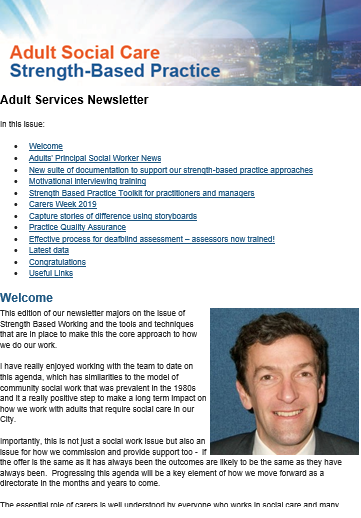 Adult Social Care
Strength-Based Practice
Adult Services Newsletter
In this issue:
• Welcome
• Adults' Principal Social Worker News
• New suite of documentation to support our strength-based practice approaches
• Motivational interviewing training
• Strength Based Practice Toolkit for practitioners and managers
• Carers Week 2019
• Capture stories of difference using storyboards
• Practice Quality Assurance
• Effective process for deafblind assessment – assessors now trained!
• Latest data
• Congratulations
• Useful Links
Welcome
This edition of our newsletter majors on the issue of
Strength Based Working and the tools and techniques
that are in place to make this the core approach to how
we do our work.
I have really enjoyed working with the team to date on
this agenda, which has similarities to the model of
community social work that was prevalent in the 1980s
and it a really positive step to make a long term impact on
how we work with adults that require social care in our
City.
Importantly, this is not just a social work issue but also an
issue for how we commission and provide support too - if
the offer is the same as it has always been the outcomes are likely to be the same as they have
always been. Progressing this agenda will be a key element of how we move forward as a
directorate in the months and years to come.
The essential role of carers is well understood by everyone who works in social care and many